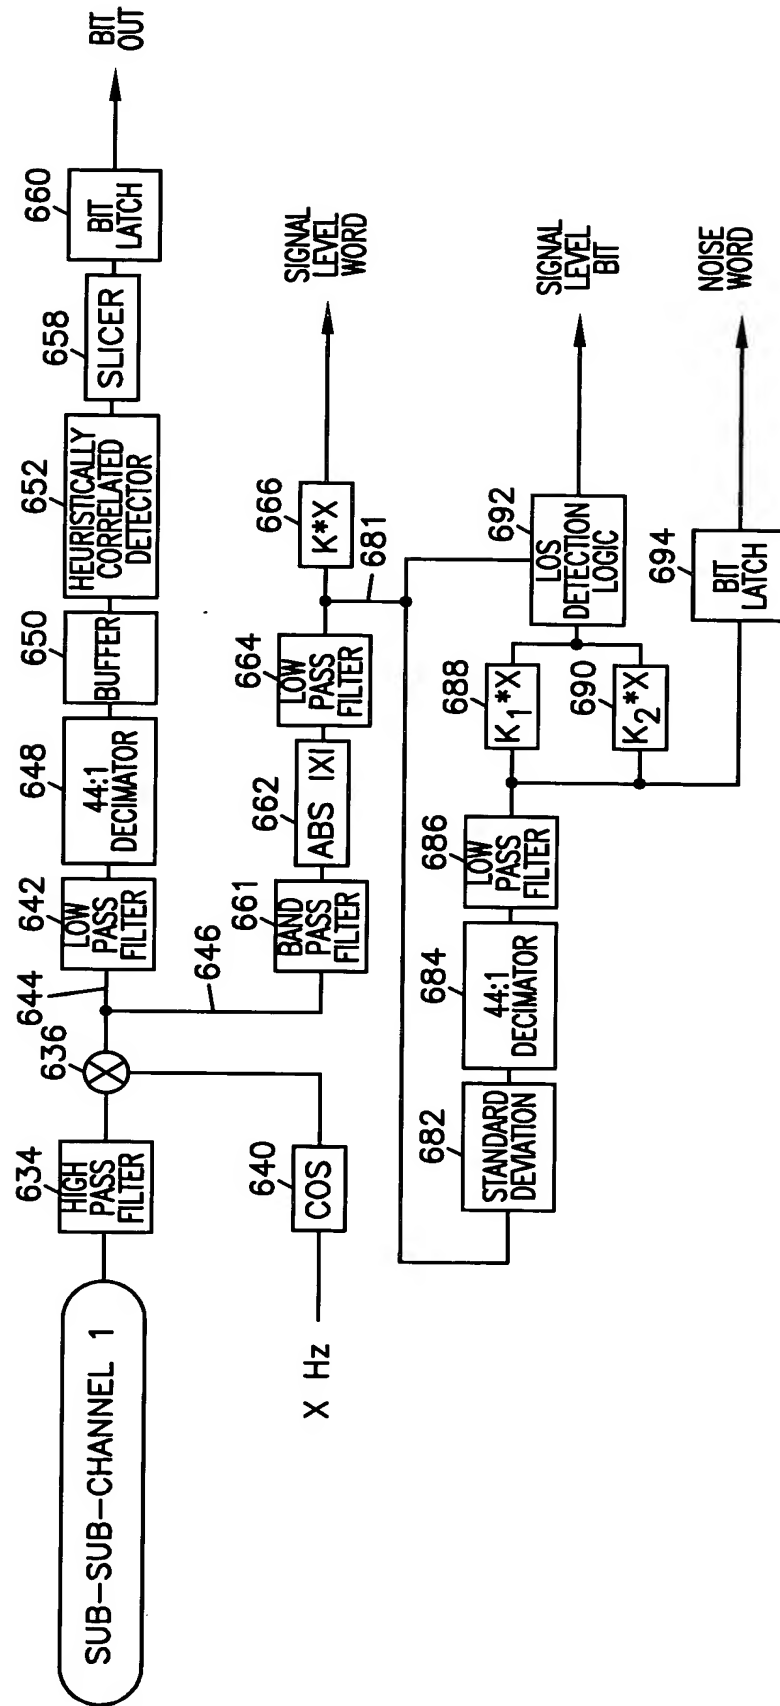 SUB-SUB-CHANNEL 1
634
HIGH
PASS
FILTER
636
644
642
LOW
PASS
FILTER
648
44:1
DECIMATOR
650
BUFFER
652
HEURISTICALLY
CORRELATED
DETECTOR
658
SLICER
660
BIT
LATCH
BIT
OUT
X Hz
640
COS
646
661
BAND
PASS
FILTER
662
ABS |X|
664
LOW
PASS
FILTER
666
K*X
681
SIGNAL
LEVEL
WORD
682
STANDARD
DEVIATION
684
44:1
DECIMATOR
686
LOW
PASS
FILTER
688
K1*X
690
K2*X
692
LOS
DETECTION
LOGIC
SIGNAL
LEVEL
BIT
694
BIT
LATCH
NOISE
WORD